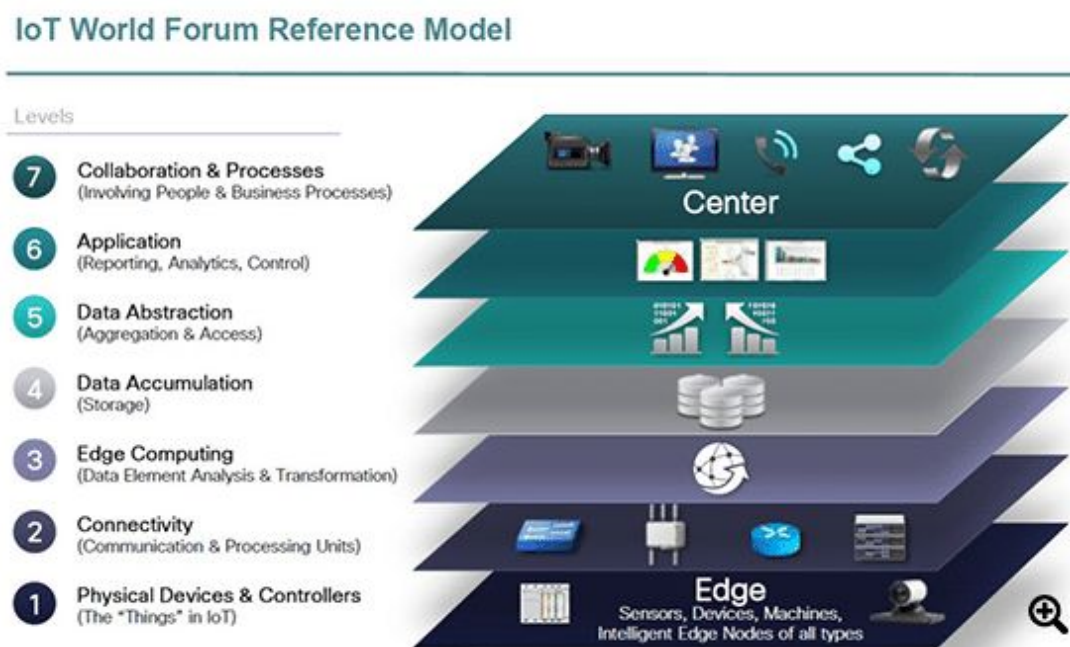 IoT World Forum Reference Model
Levels
7
Collaboration & Processes
(Involving People & Business Processes)
6
Application
(Reporting, Analytics, Control)
5
Data Abstraction
(Aggregation & Access)
4
Data Accumulation
(Storage)
3
Edge Computing
(Data Element Analysis & Transformation)
2
Connectivity
(Communication & Processing Units)
1
Physical Devices & Controllers
(The “Things” in IoT)
Center
Edge
Sensors, Devices, Machines,
Intelligent Edge Nodes of all types